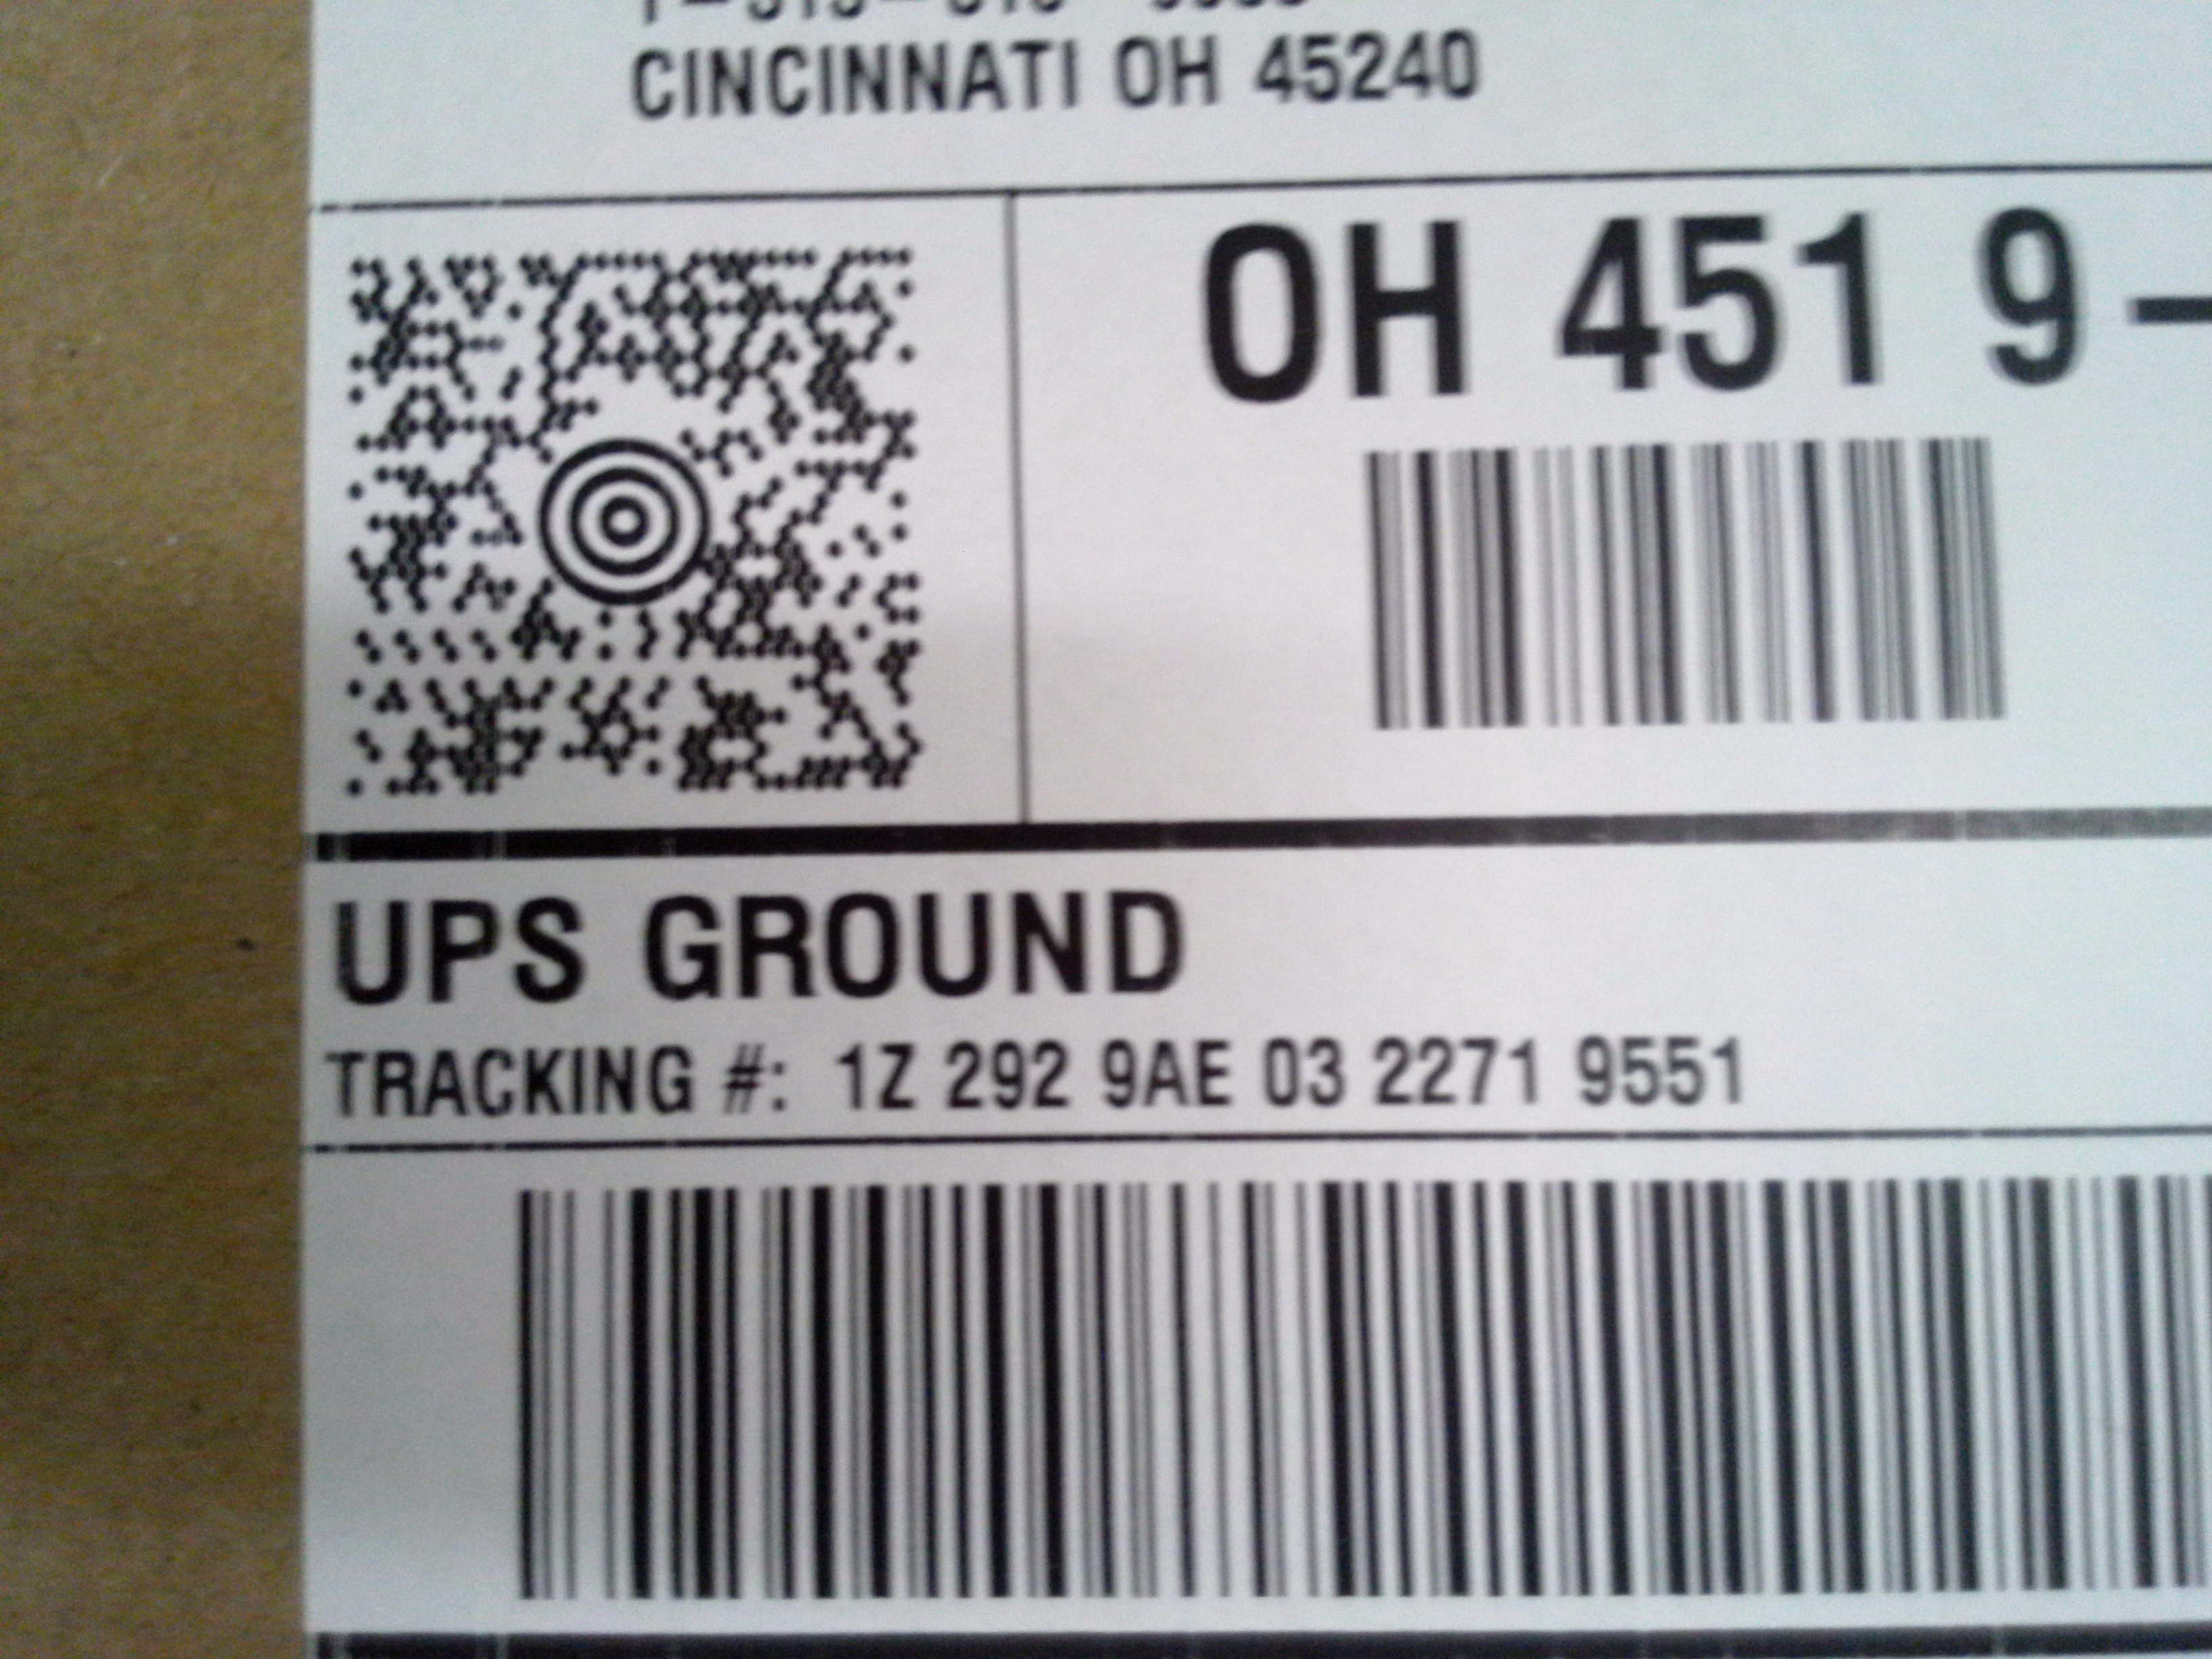 CINCINNATI OH 45240
OH 451 9-
UPS GROUND
TRACKING #: 1Z 292 9AE 03 2271 9551